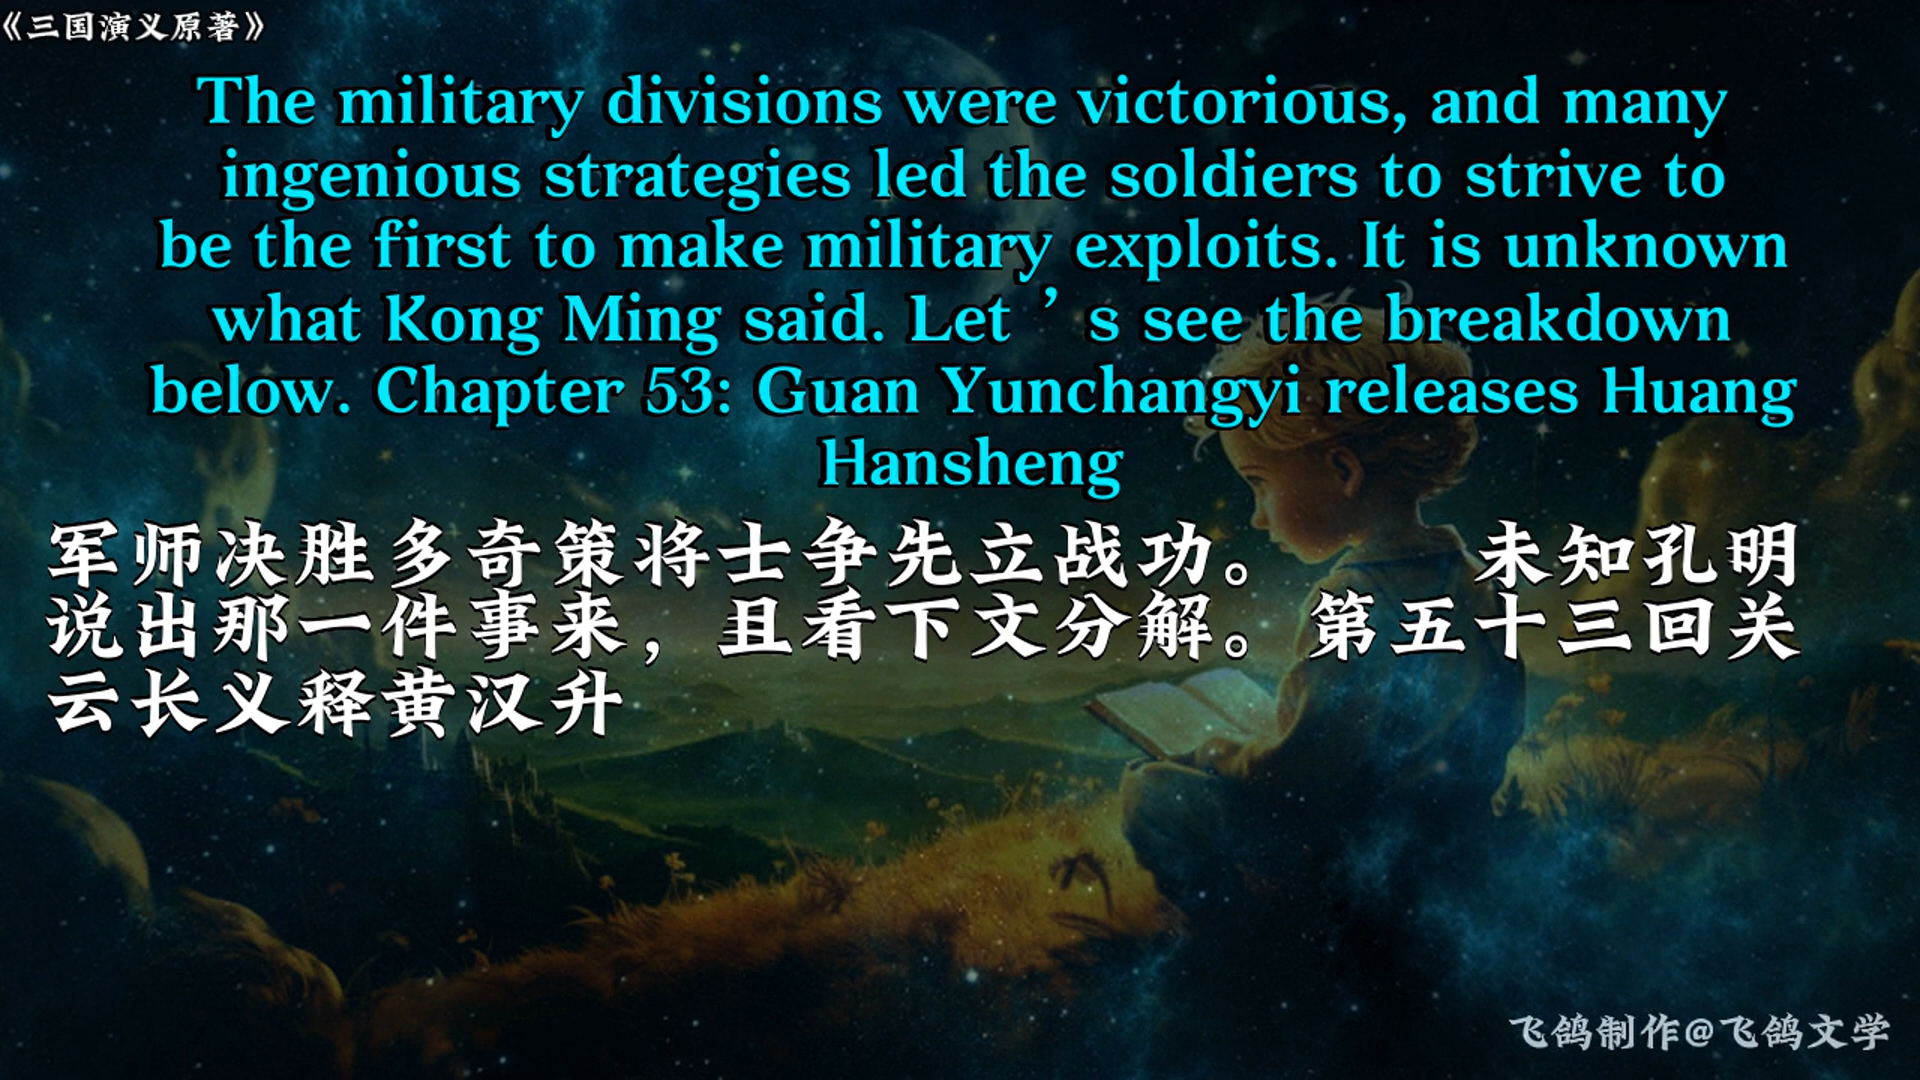 《三国演义原著》
The military divisions were victorious, and many
ingenious strategies led the soldiers to strive to
be the first to make military exploits. It is unknown
what Kong Ming said. Let ’ s see the breakdown
below. Chapter 53: Guan Yunchangyi releases Huang
Hansheng
军师决胜多奇策将士争先立战功。 未知孔明
说出那一件事来，且看下文分解。第五十三回关
云长义释黄汉升
飞鸽制作@飞鸽文学